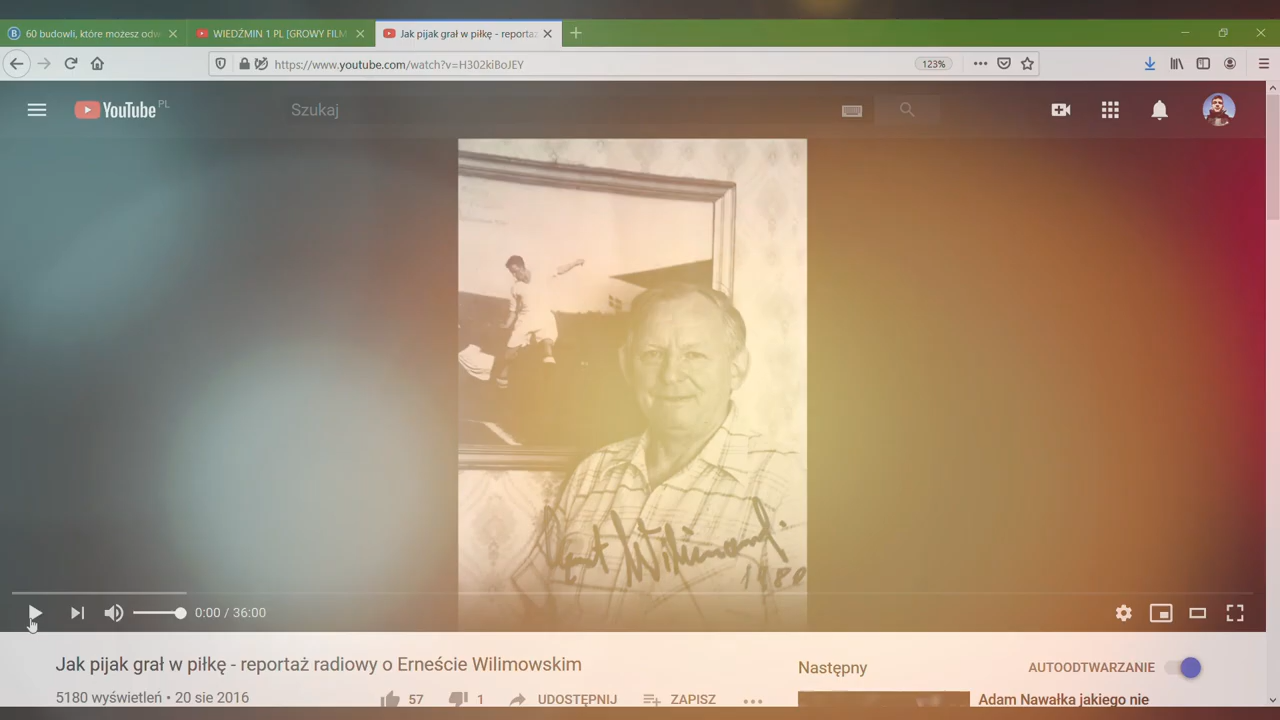 60 budowli, które możesz odw
WIEDŹMIN 1 PL [GROWY FILM
Jak pijak grał w piłkę - reporta
https://www.youtube.com/watch?v=H302kiBoJEY
123%
YouTube PL
Szukaj
Ernst Wilimowski
0:00 / 36:00
Jak pijak grał w piłkę - reportaż radiowy o Erneście Wilimowskim
5180 wyświetleń • 20 sie 2016
57
1
UDOSTĘPNIJ
ZAPISZ
Następny
AUTOODTWARZANIE
Adam Nawałka jakiego nie